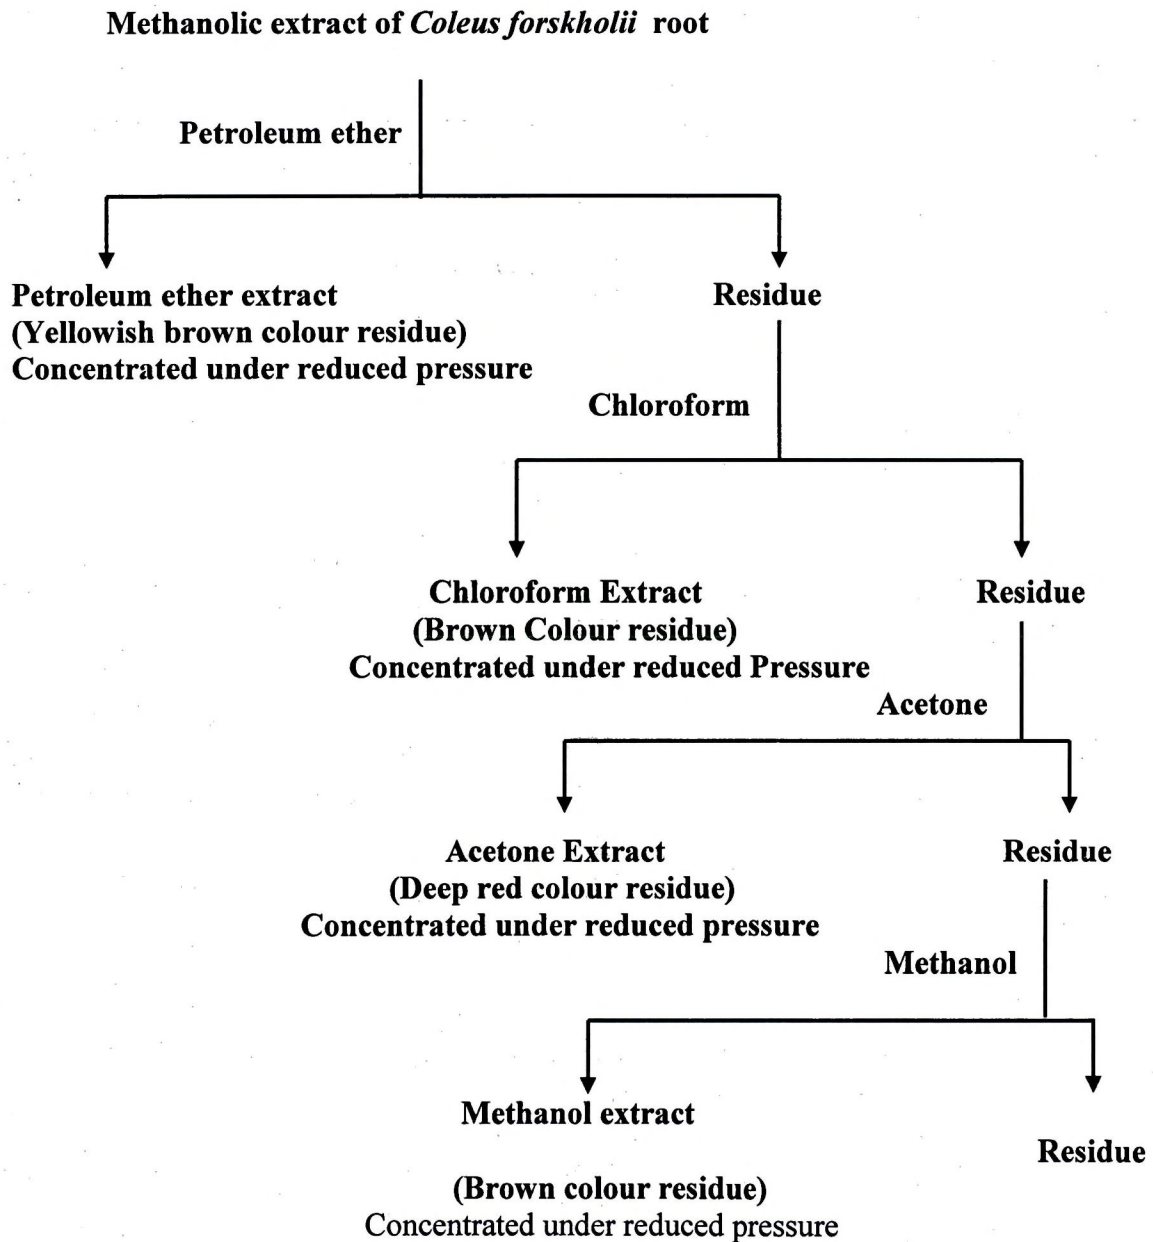 Methanolic extract of Coleus forskholii root
Petroleum ether
Petroleum ether extract
(Yellowish brown colour residue)
Concentrated under reduced pressure
Residue
Chloroform
Chloroform Extract
(Brown Colour residue)
Concentrated under reduced Pressure
Residue
Acetone
Acetone Extract
(Deep red colour residue)
Concentrated under reduced pressure
Residue
Methanol
Methanol extract
(Brown colour residue)
Concentrated under reduced pressure
Residue